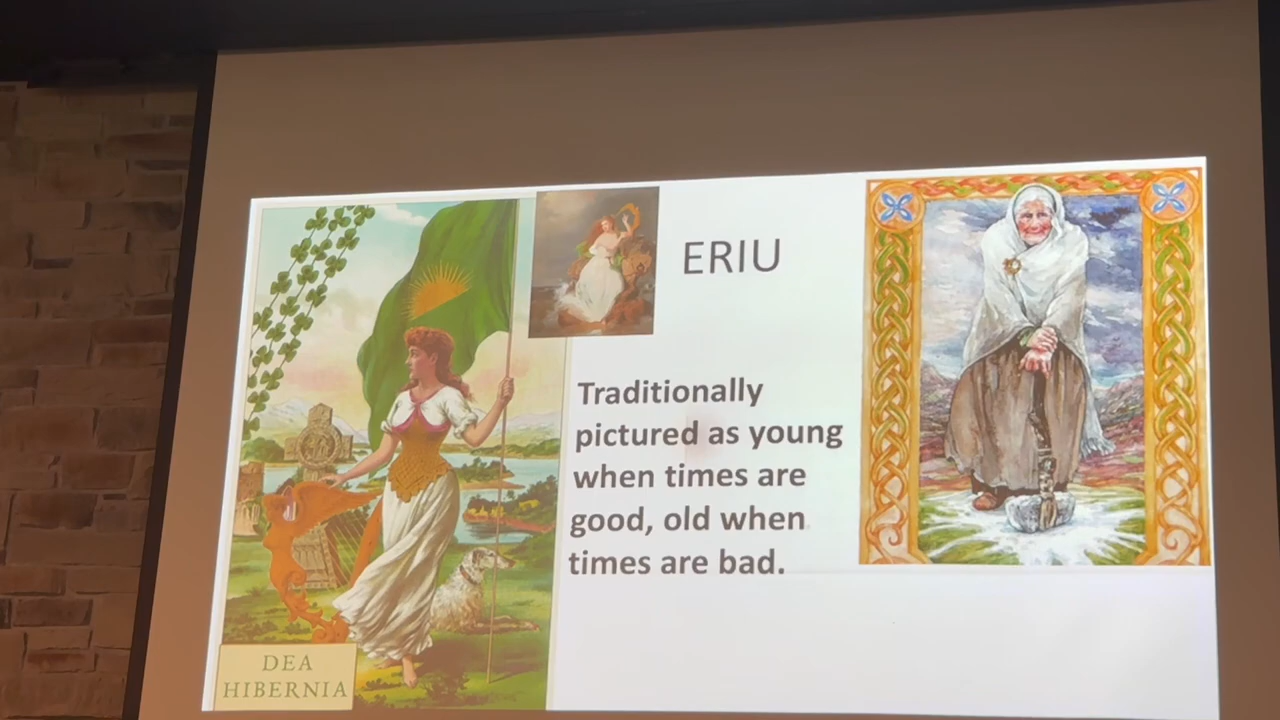 ERIU
Traditionally
pictured as young
when times are
good, old when
times are bad.
DEA
HIBERNIA